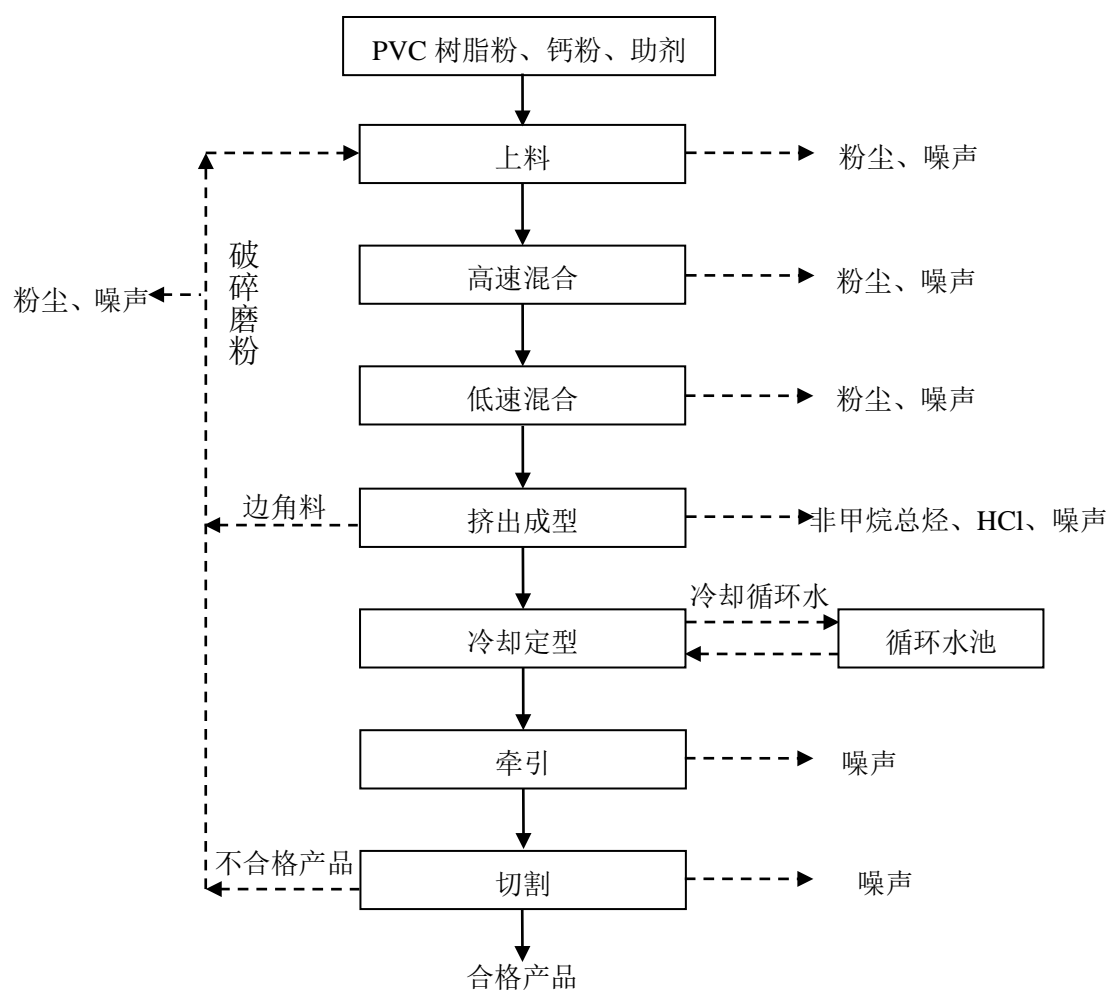 PVC 树脂粉、钙粉、助剂
上料
粉尘、噪声
破碎磨粉
高速混合
粉尘、噪声
粉尘、噪声
低速混合
粉尘、噪声
边角料
挤出成型
非甲烷总烃、HCl、噪声
冷却循环水
冷却定型
循环水池
牵引
噪声
不合格产品
切割
噪声
合格产品